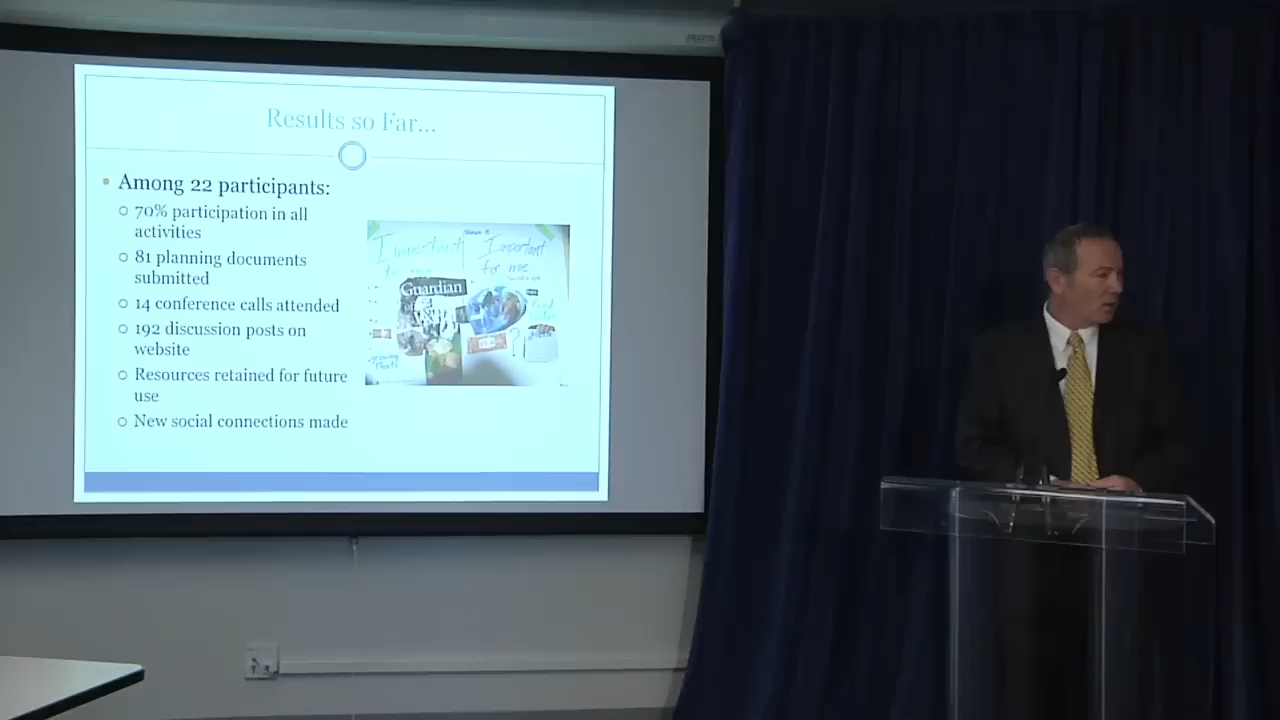 Results so Far...
Among 22 participants:
70% participation in all
activities
81 planning documents
submitted
14 conference calls attended
192 discussion posts on
website
Resources retained for future
use
New social connections made
Important
Important
for me
Guardian